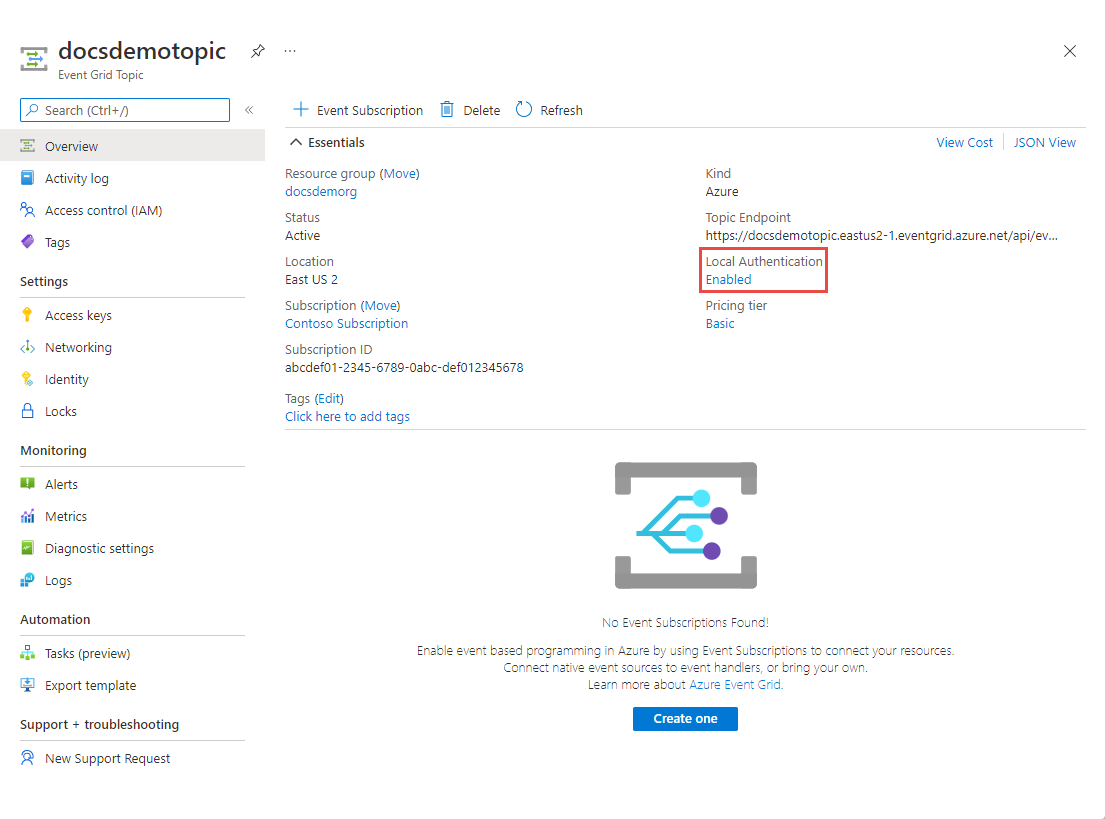 docsdemotopic
...
Event Grid Topic
Search (Ctrl+/)
«
Overview
Activity log
Access control (IAM)
Tags
Settings
Access keys
Networking
Identity
Locks
Monitoring
Alerts
Metrics
Diagnostic settings
Logs
Automation
Tasks (preview)
Export template
Support + troubleshooting
New Support Request
Event Subscription Delete Refresh
Essentials
View Cost JSON View
Resource group (Move)
docsdemorg
Status
Active
Location
East US 2
Subscription (Move)
Contoso Subscription
Subscription ID
abcdef01-2345-6789-0abc-def012345678
Tags (Edit)
Click here to add tags
Kind
Azure
Topic Endpoint
https://docsdemotopic.eastus2-1.eventgrid.azure.net/api/ev...
Local Authentication
Enabled
Pricing tier
Basic
No Event Subscriptions Found!
Enable event based programming in Azure by using Event Subscriptions to connect your resources.
Connect native event sources to event handlers, or bring your own.
Learn more about Azure Event Grid.
Create one